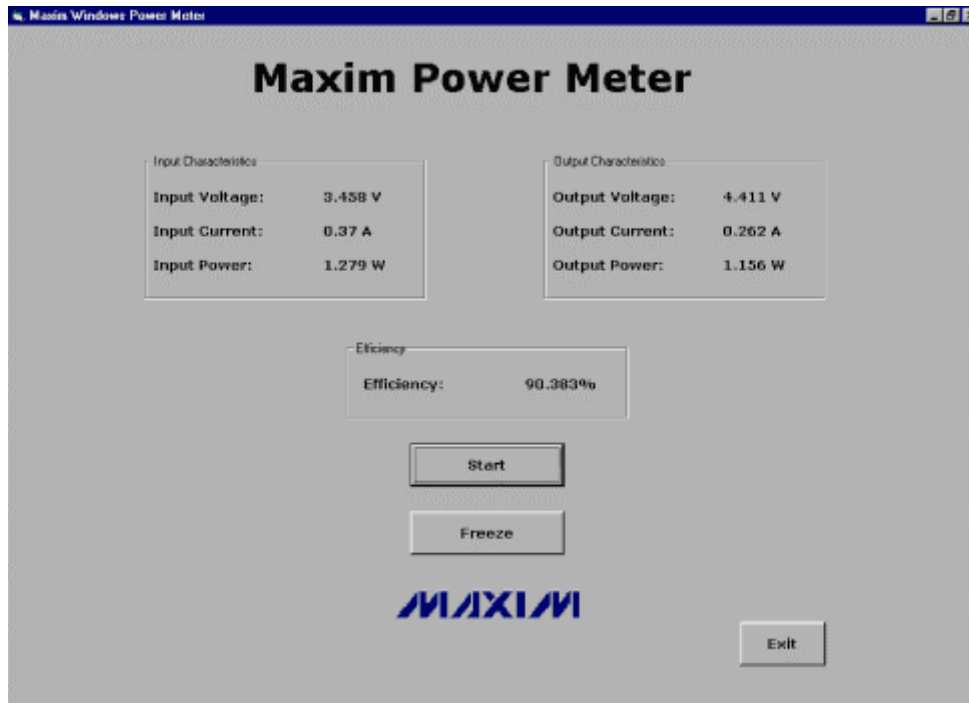 Maxim Windows Power Meter
Maxim Power Meter
Input Characteristics
Input Voltage: 3.458 V
Input Current: 0.37 A
Input Power: 1.279 W
Output Characteristics
Output Voltage: 4.411 V
Output Current: 0.262 A
Output Power: 1.156 W
Efficiency
Efficiency: 90.383%
Start
Freeze
MAXIM
Exit